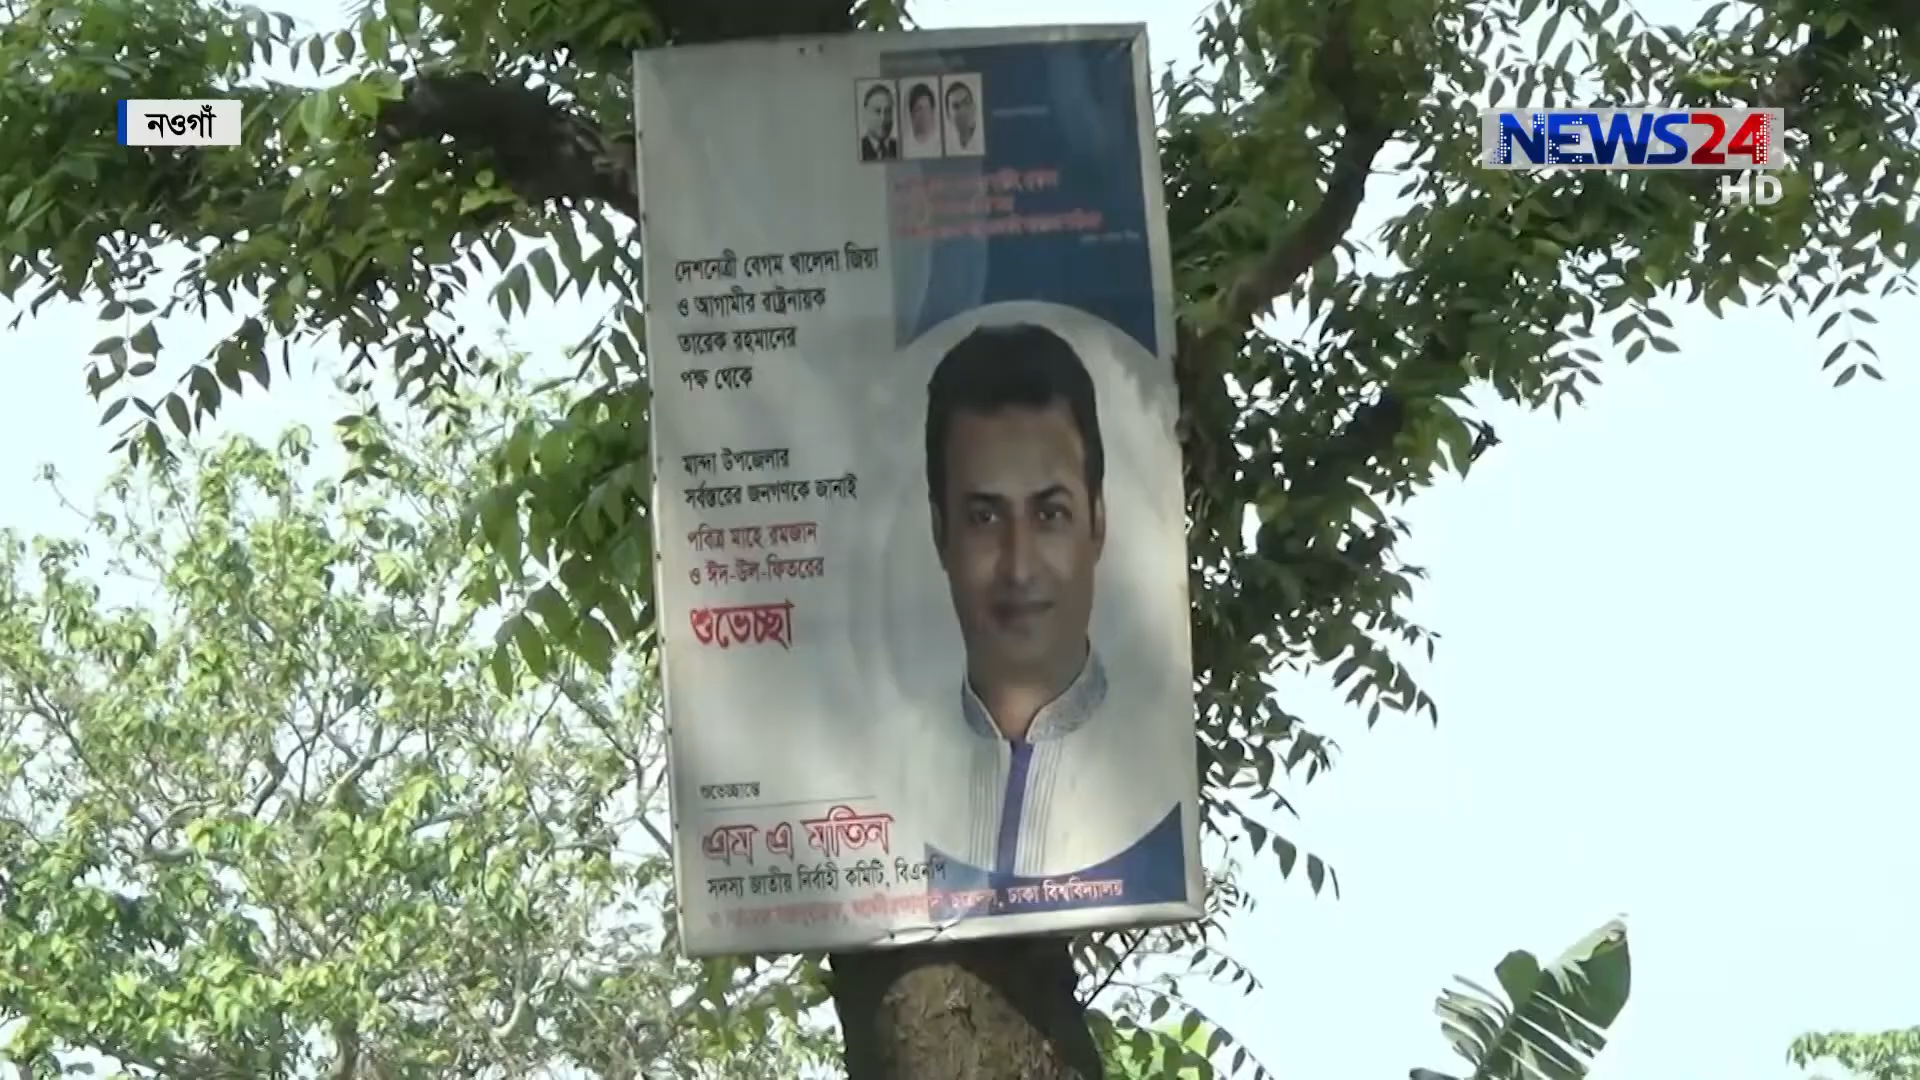 নওগাঁ
NEWS24
HD
দেশনেত্রী বেগম খালেদা জিয়া
ও আগামীর রাষ্ট্রনায়ক
তারেক রহমানের
পক্ষ থেকে
মান্দা উপজেলার
সর্বস্তরের জনগণকে জানাই
পবিত্র মাহে রমজান
ও ঈদ-উল-ফিতরের
শুভেচ্ছা
শুভেচ্ছান্তে
এম এ মতিন
সদস্য জাতীয় নির্বাহী কমিটি, বিএনপি
ঢাকা বিশ্ববিদ্যালয়